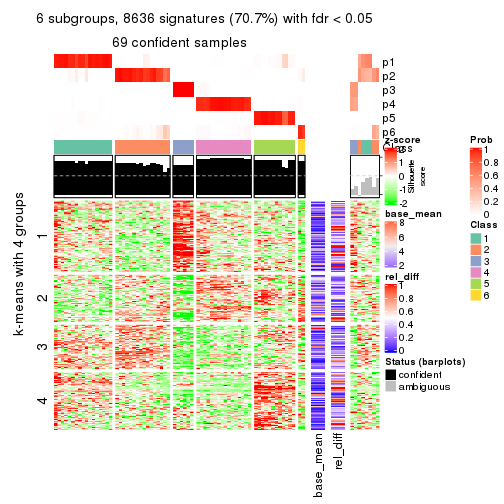 6 subgroups, 8636 signatures (70.7%) with fdr < 0.05
69 confident samples
p1
p2
p3
p4
p5
p6
Class
Silhouette
score
k-means with 4 groups
1
2
3
4
base_mean
rel_diff
z-score
2
1
0
-1
-2
base_mean
8
6
4
2
rel_diff
1
0.8
0.6
0.4
0.2
0
Status (barplots)
confident
ambiguous
Prob
1
0.8
0.6
0.4
0.2
0
Class
1
2
3
4
5
6